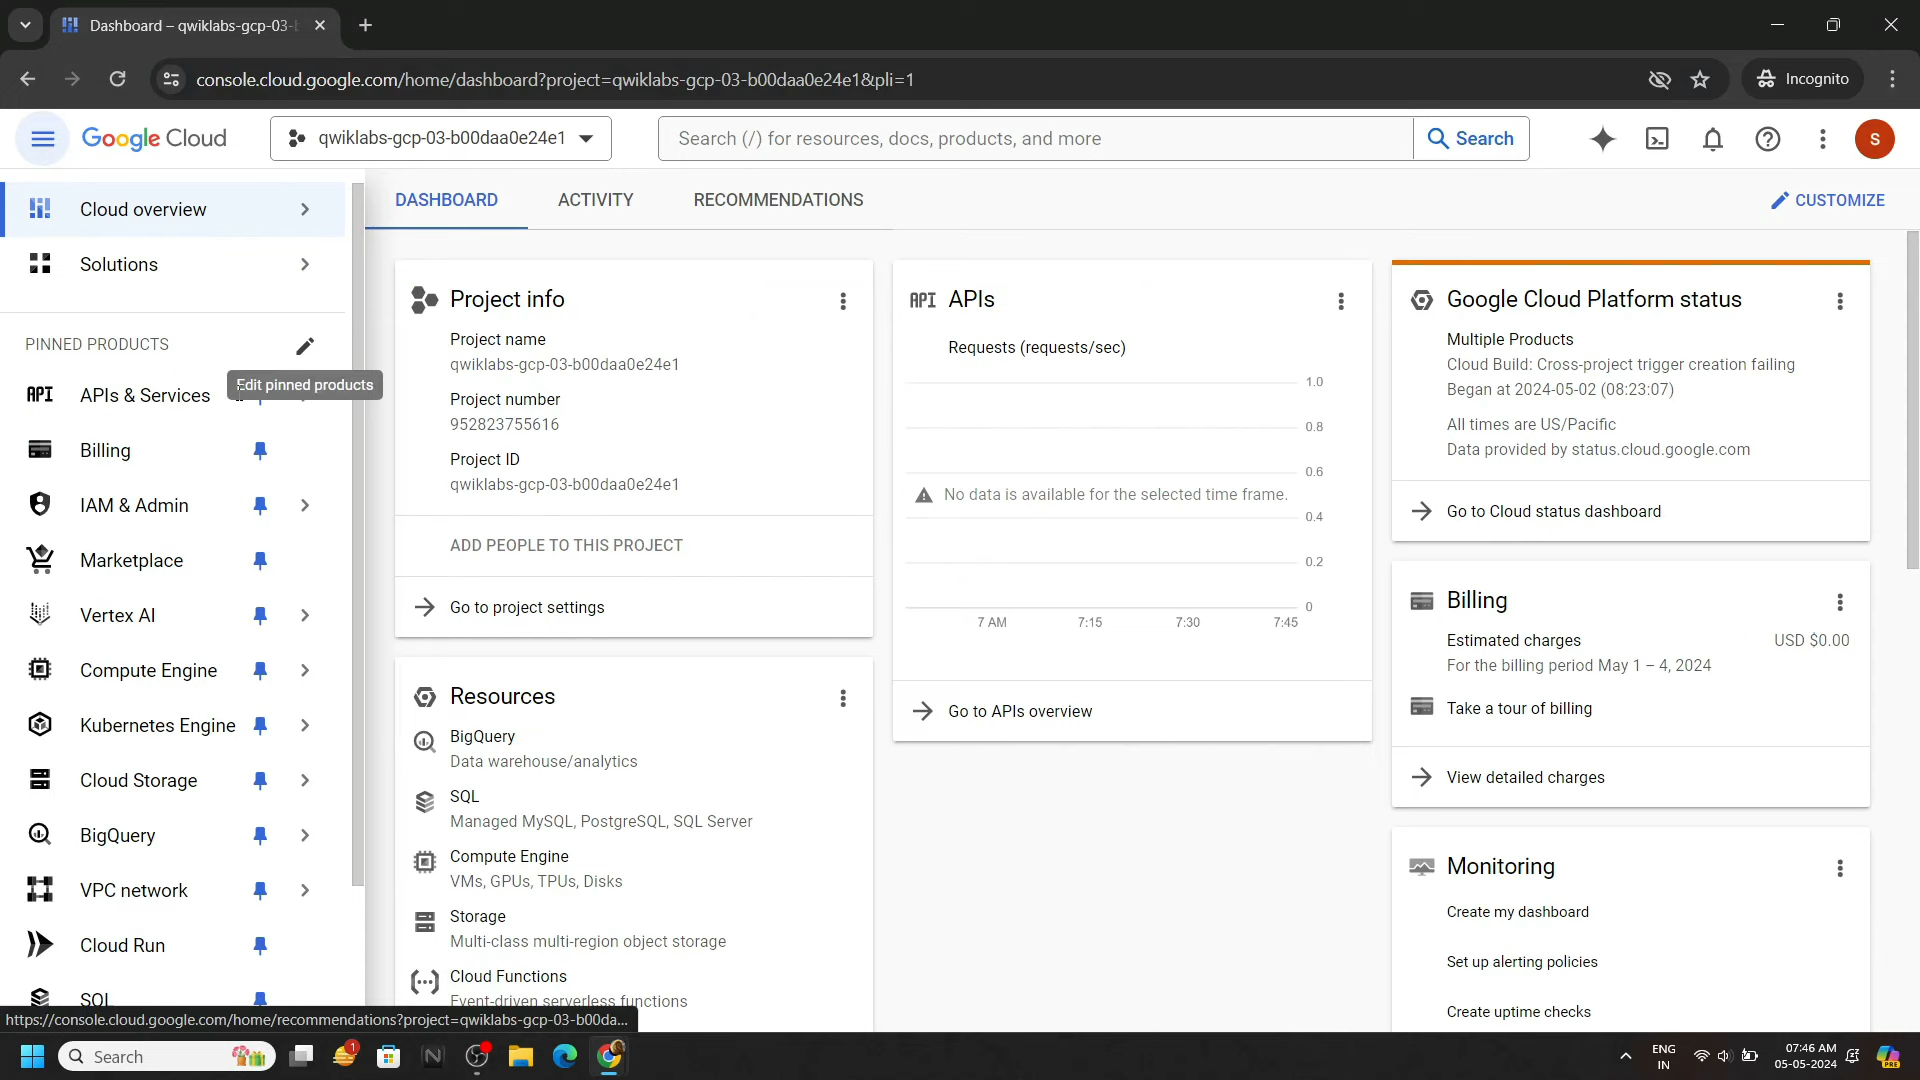 Dashboard – qwiklabs-gcp-03-
console.cloud.google.com/home/dashboard?project=qwiklabs-gcp-03-b00daa0e24e1&pli=1
Incognito
Google Cloud
qwiklabs-gcp-03-b00daa0e24e1
Search (/) for resources, docs, products, and more
Search
S
Cloud overview
Solutions
PINNED PRODUCTS
Edit pinned products
API APIs & Services
Billing
IAM & Admin
Marketplace
Vertex AI
Compute Engine
Kubernetes Engine
Cloud Storage
BigQuery
VPC network
Cloud Run
SQL
DASHBOARD
ACTIVITY
RECOMMENDATIONS
CUSTOMIZE
Project info
Project name
qwiklabs-gcp-03-b00daa0e24e1
Project number
952823755616
Project ID
qwiklabs-gcp-03-b00daa0e24e1
ADD PEOPLE TO THIS PROJECT
Go to project settings
Resources
BigQuery
Data warehouse/analytics
SQL
Managed MySQL, PostgreSQL, SQL Server
Compute Engine
VMs, GPUs, TPUs, Disks
Storage
Multi-class multi-region object storage
Cloud Functions
Event-driven serverless functions
API APIs
Requests (requests/sec)
1.0
0.8
0.6
No data is available for the selected time frame.
0.4
0.2
0
7 AM 7:15 7:30 7:45
Go to APIs overview
Google Cloud Platform status
Multiple Products
Cloud Build: Cross-project trigger creation failing
Began at 2024-05-02 (08:23:07)
All times are US/Pacific
Data provided by status.cloud.google.com
Go to Cloud status dashboard
Billing
Estimated charges USD $0.00
For the billing period May 1 – 4, 2024
Take a tour of billing
View detailed charges
Monitoring
Create my dashboard
Set up alerting policies
Create uptime checks
https://console.cloud.google.com/home/recommendations?project=qwiklabs-gcp-03-b00da...
Search
1
ENG
IN
07:46 AM
05-05-2024
PRE